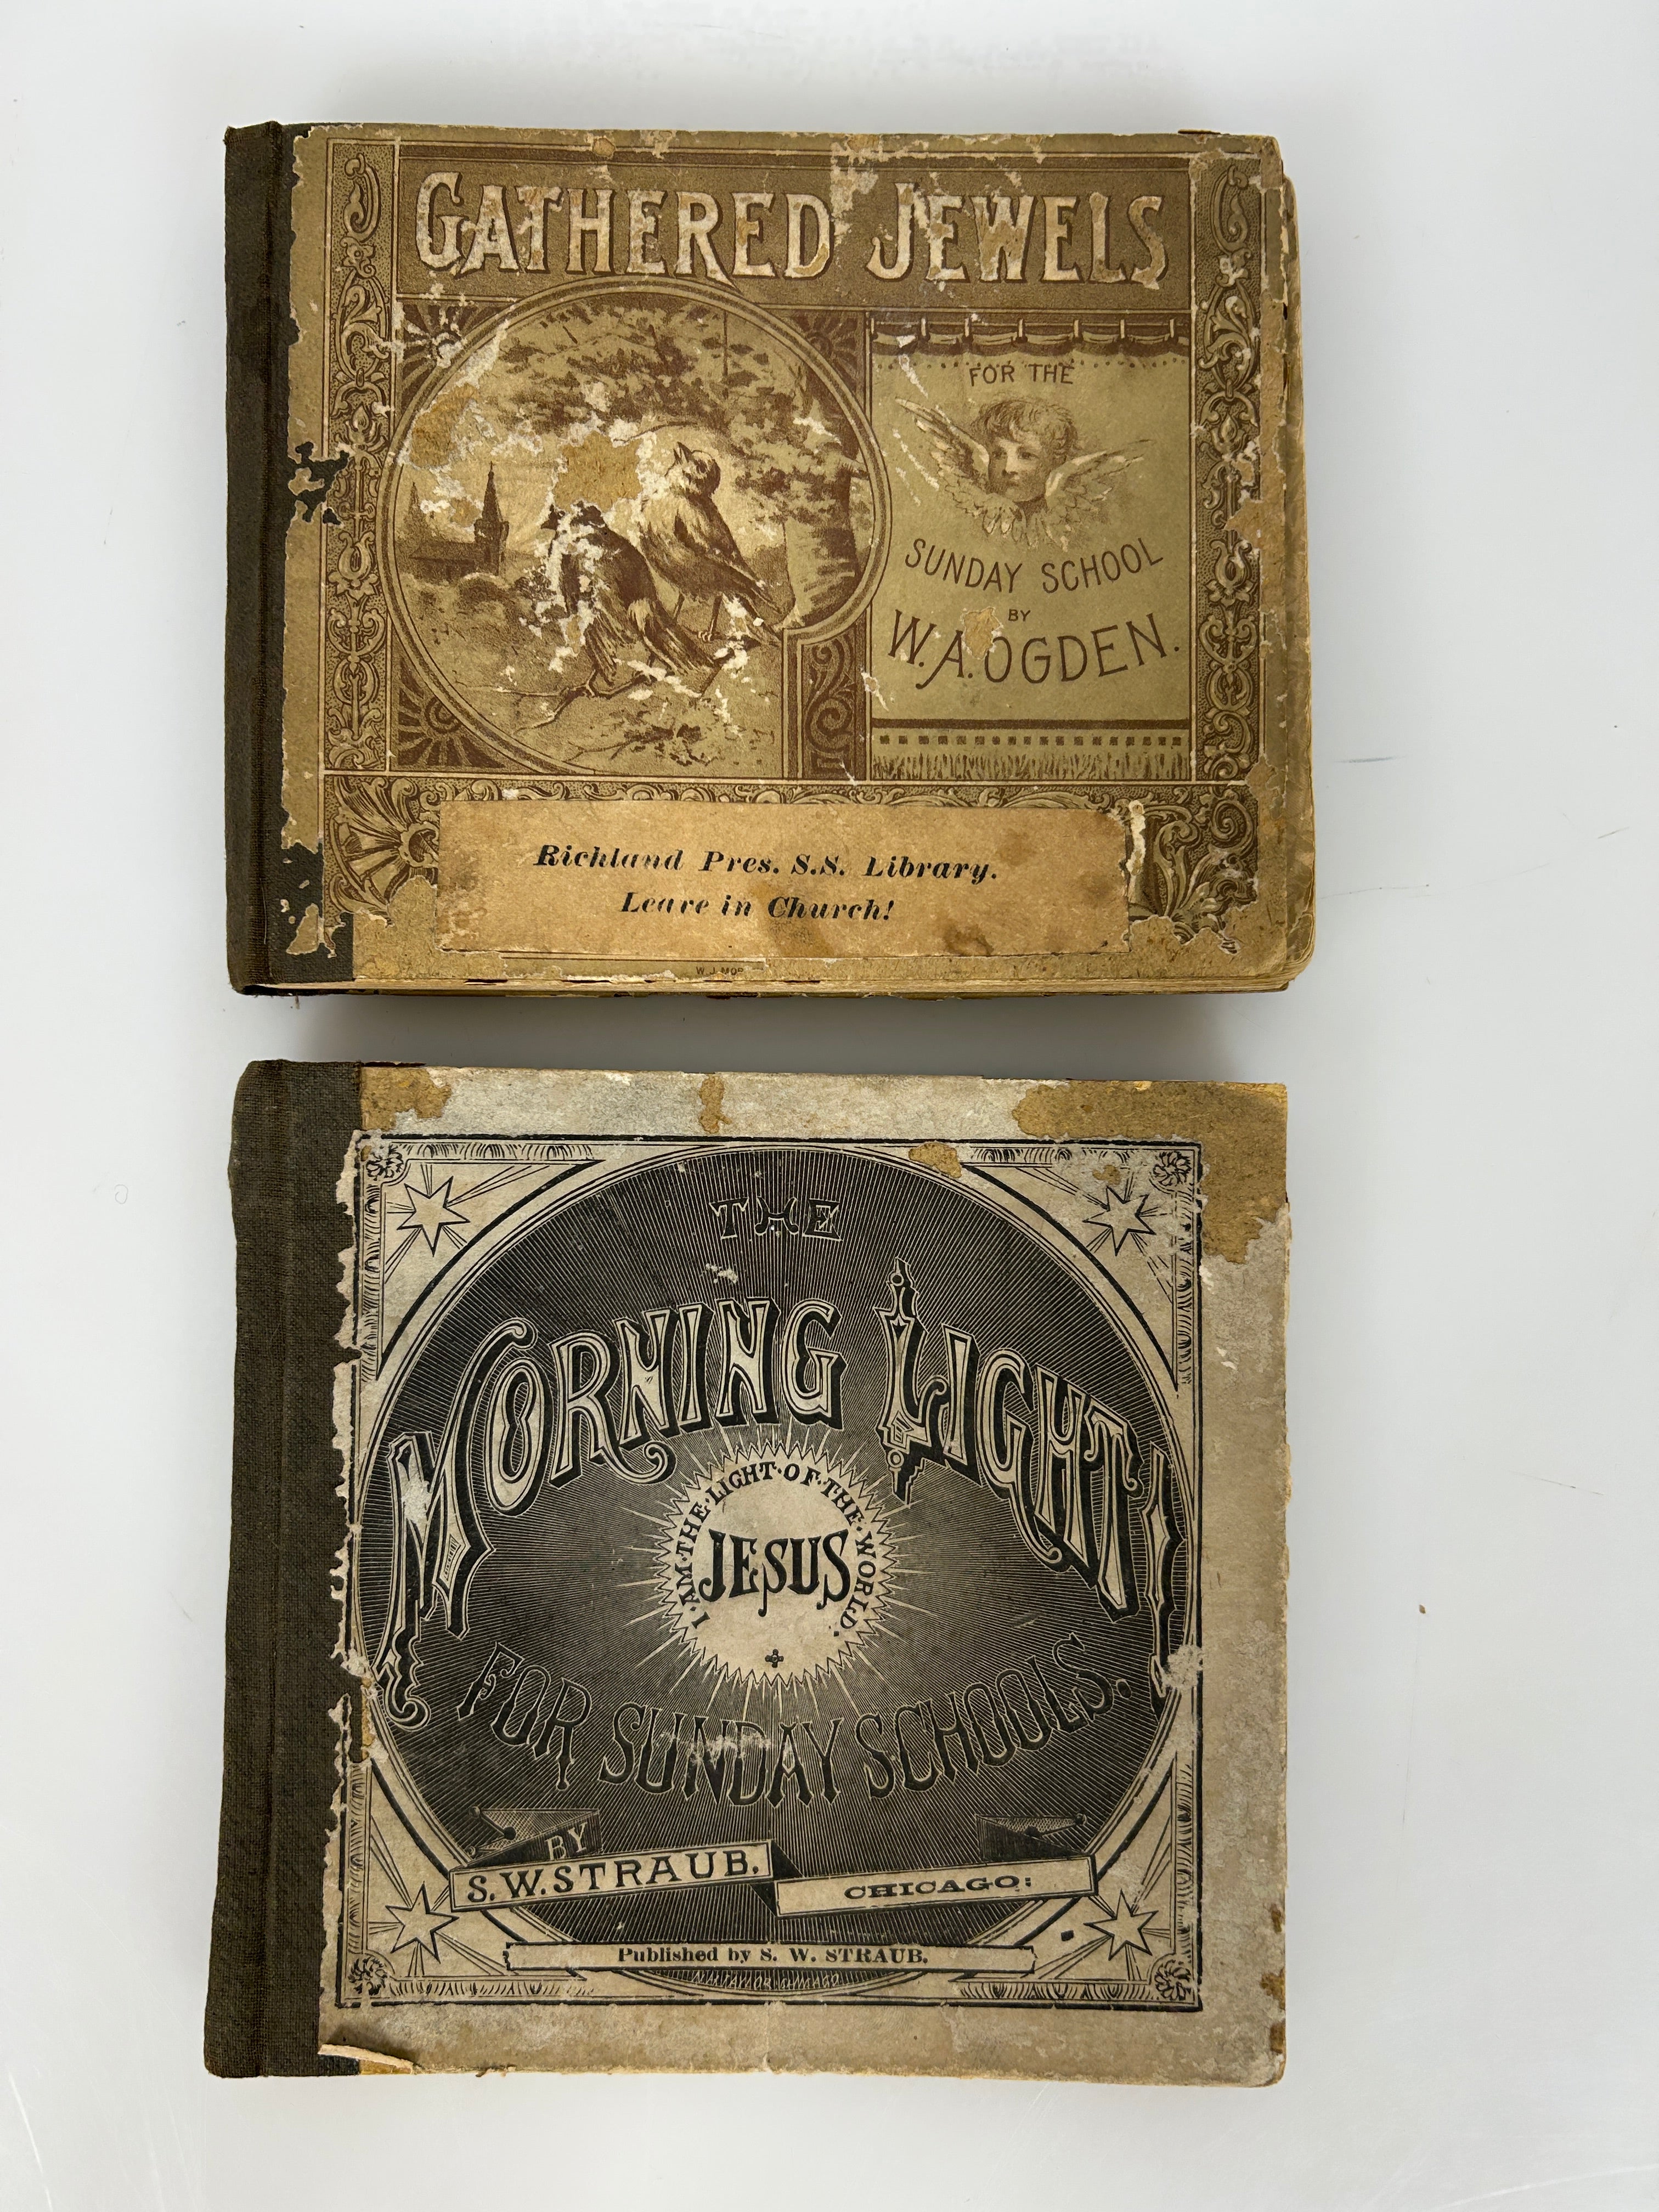 GATHERED JEWELS
FOR THE
SUNDAY SCHOOL
BY
W. A. OGDEN.
Richland Pres. S.S. Library.
Leave in Church!
THE
MORNING LIGHT
I·AM·THE·LIGHT·OF·THE·WORLD.
JESUS
FOR SUNDAY SCHOOLS.
BY
S. W. STRAUB.
CHICAGO:
Published by S. W. STRAUB.